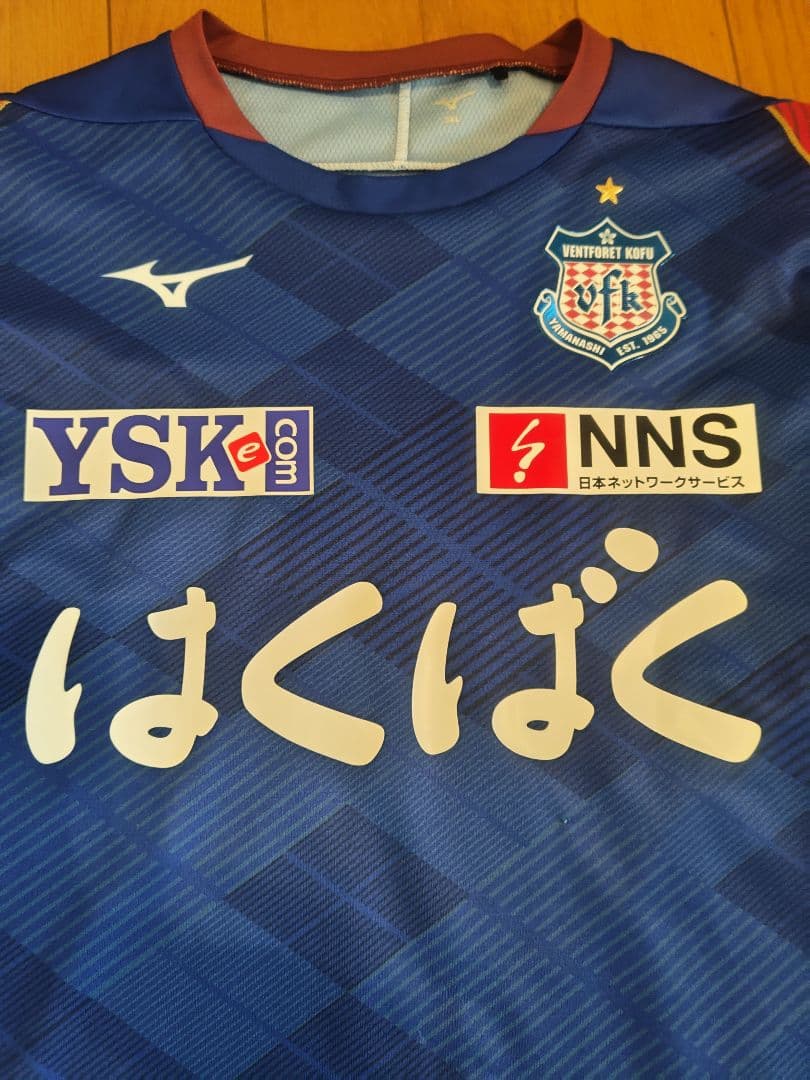 VENTFORET KOFU
vfk
YAMANASHI EST. 1965
YSKe com
NNS
日本ネットワークサービス
はくばく